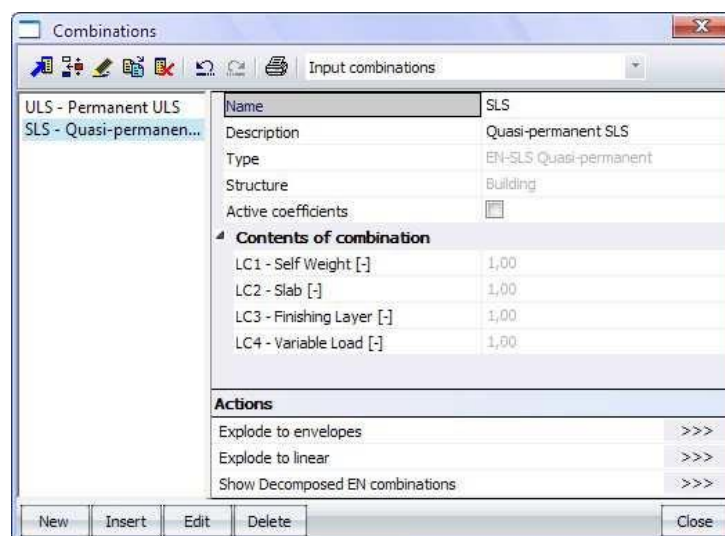 Combinations
Input combinations
ULS - Permanent ULS
SLS - Quasi-permanen...
Name SLS
Description Quasi-permanent SLS
Type EN-SLS Quasi-permanent
Structure Building
Active coefficients
Contents of combination
LC1 - Self Weight [-] 1,00
LC2 - Slab [-] 1,00
LC3 - Finishing Layer [-] 1,00
LC4 - Variable Load [-] 1,00
Actions
Explode to envelopes >>>
Explode to linear >>>
Show Decomposed EN combinations >>>
New Insert Edit Delete Close